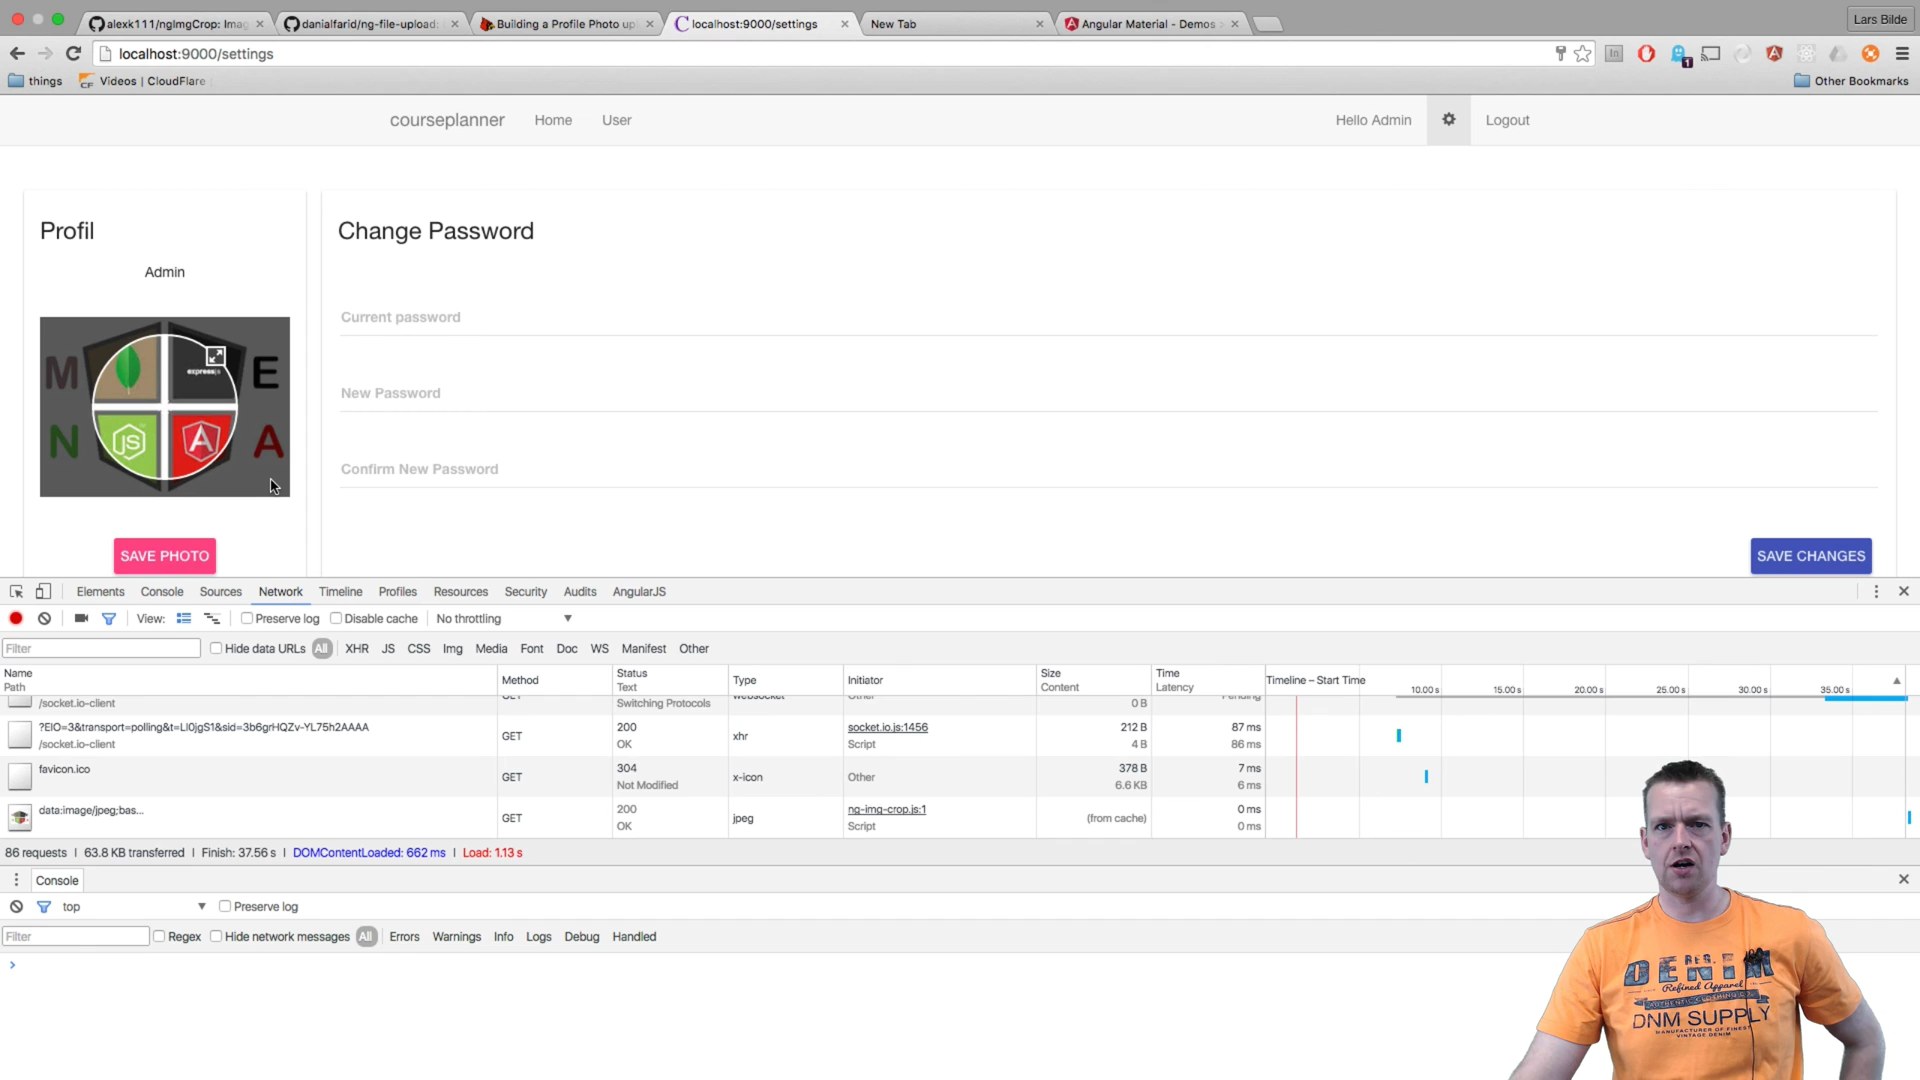 alexk111/ngImgCrop: Imag
danialfarid/ng-file-upload:
Building a Profile Photo up
localhost:9000/settings
New Tab
Angular Material - Demos
Lars Bilde
localhost:9000/settings
things
Videos | CloudFlare
Other Bookmarks
courseplanner Home User Hello Admin Logout
Profil
Admin
M E
N A
express
JS
SAVE PHOTO
Change Password
Current password
New Password
Confirm New Password
SAVE CHANGES
Elements Console Sources Network Timeline Profiles Resources Security Audits AngularJS
View: Preserve log Disable cache No throttling
Filter Hide data URLs All XHR JS CSS Img Media Font Doc WS Manifest Other
Name Path Method Status Text Type Initiator Size Content Time Latency Timeline – Start Time 10.00 s 15.00 s 20.00 s 25.00 s 30.00 s 35.00 s
GET websocket Other Pending
/socket.io-client Switching Protocols 0 B
?EIO=3&transport=polling&t=LI0jgS1&sid=3b6grHQZv-YL75h2AAAA GET 200 xhr socket.io.js:1456 212 B 87 ms
/socket.io-client OK Script 4 B 86 ms
favicon.ico GET 304 x-icon Other 378 B 7 ms
Not Modified 6.6 KB 6 ms
data:image/jpeg;bas... GET 200 jpeg ng-img-crop.js:1 (from cache) 0 ms
OK Script 0 ms
86 requests | 63.8 KB transferred | Finish: 37.56 s | DOMContentLoaded: 662 ms | Load: 1.13 s
Console
top Preserve log
Filter Regex Hide network messages All Errors Warnings Info Logs Debug Handled
>
DENIM
Refined Apparel
DNM SUPPLY
VINTAGE DENIM